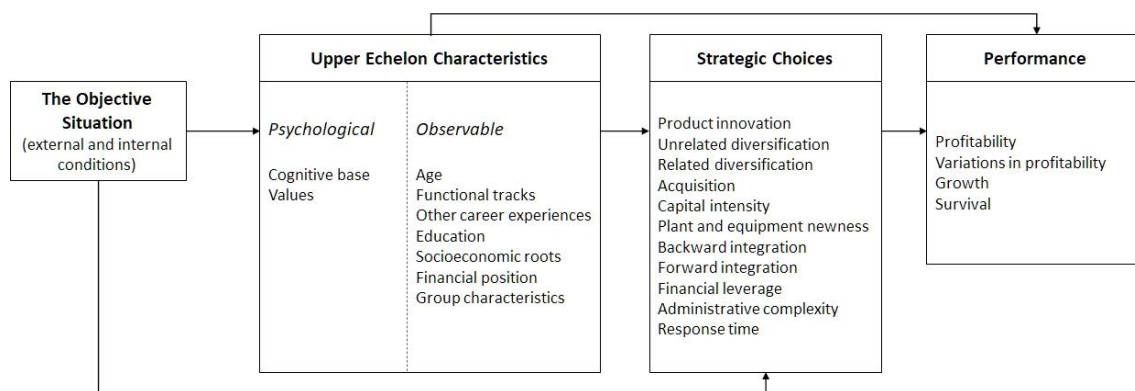 The Objective
Situation
(external and internal
conditions)
Upper Echelon Characteristics
Psychological
Cognitive base
Values
Observable
Age
Functional tracks
Other career experiences
Education
Socioeconomic roots
Financial position
Group characteristics
Strategic Choices
Product innovation
Unrelated diversification
Related diversification
Acquisition
Capital intensity
Plant and equipment newness
Backward integration
Forward integration
Financial leverage
Administrative complexity
Response time
Performance
Profitability
Variations in profitability
Growth
Survival